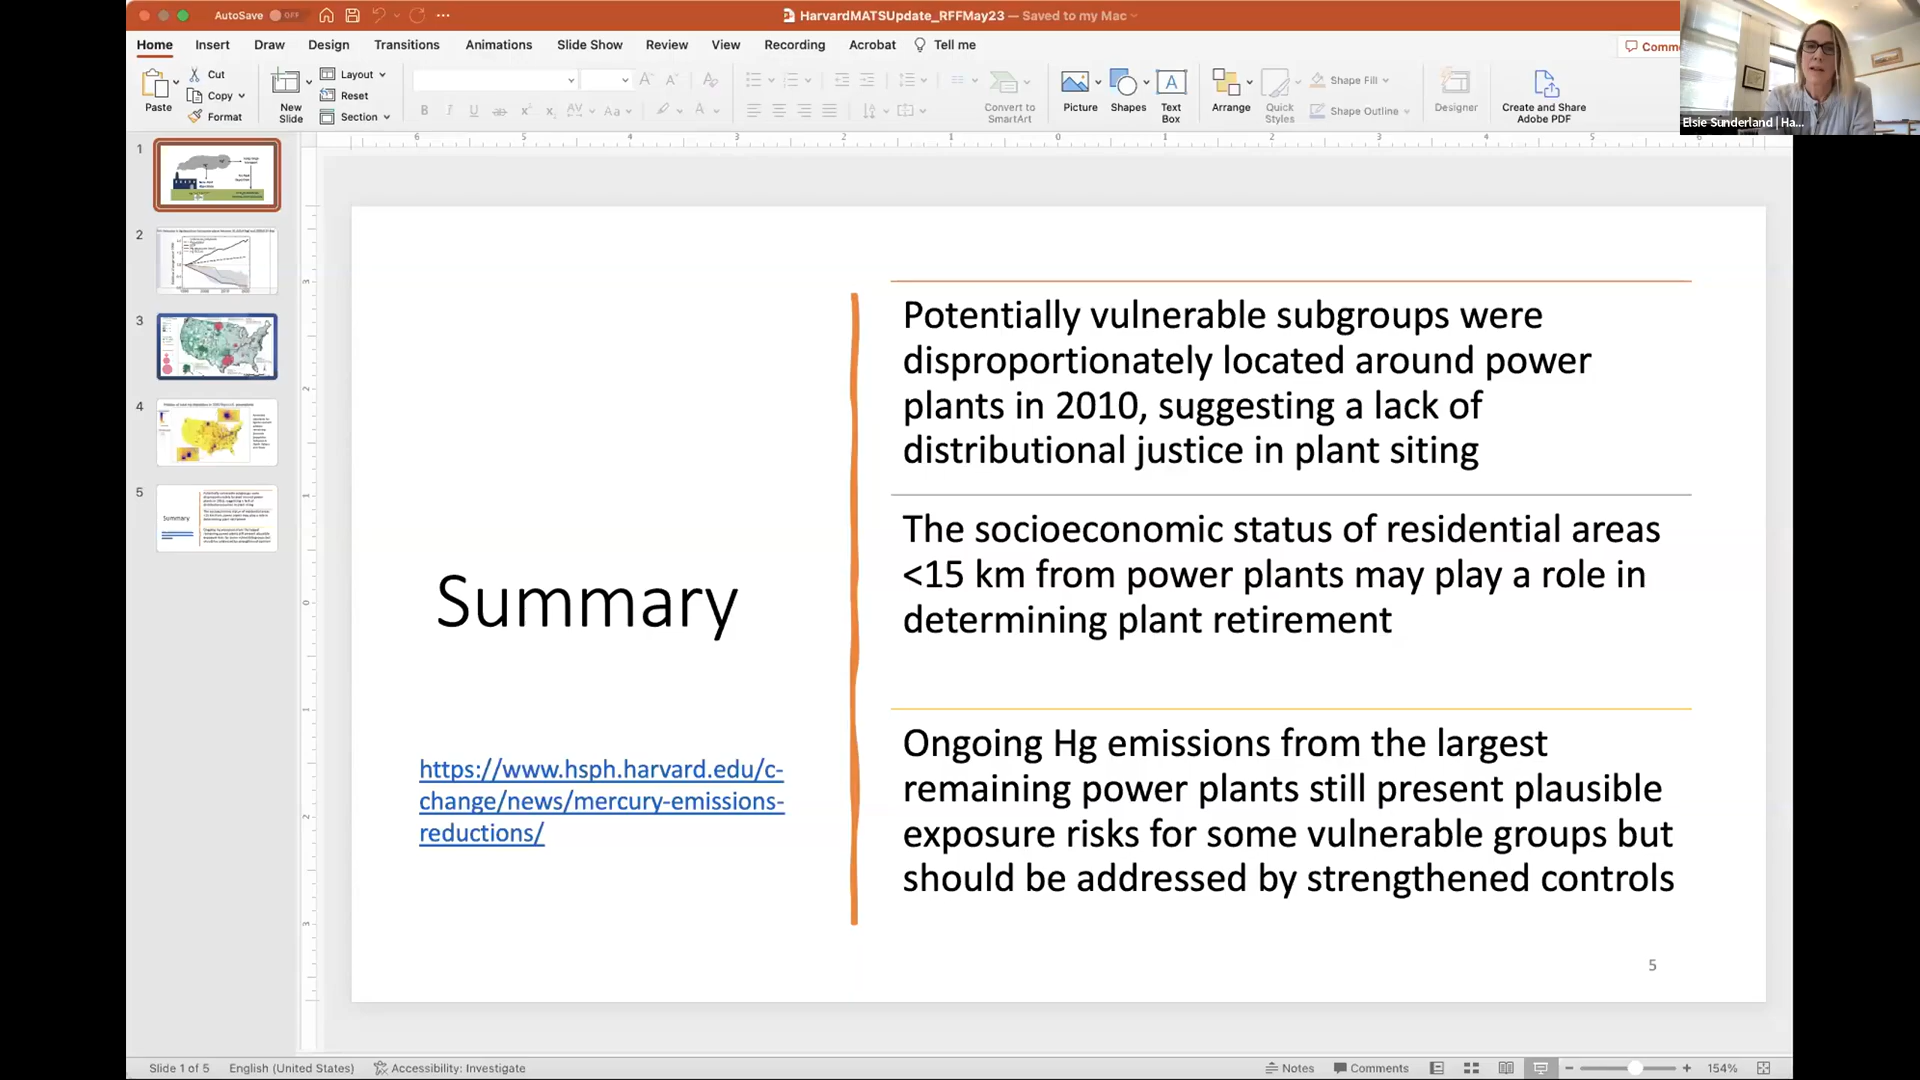 AutoSave OFF
HarvardMATSUpdate_RFFMay23 — Saved to my Mac
Home Insert Draw Design Transitions Animations Slide Show Review View Recording Acrobat Tell me
Comm
Paste
Cut
Copy
Format
New
Slide
Layout
Reset
Section
Convert to
SmartArt
Picture
Shapes
Text
Box
Arrange
Quick
Styles
Shape Fill
Shape Outline
Designer
Create and Share
Adobe PDF
Elsie Sunderland | Ha...
1
2
3
4
5
Summary
Summary
https://www.hsph.harvard.edu/c-
change/news/mercury-emissions-
reductions/
Potentially vulnerable subgroups were
disproportionately located around power
plants in 2010, suggesting a lack of
distributional justice in plant siting
The socioeconomic status of residential areas
<15 km from power plants may play a role in
determining plant retirement
Ongoing Hg emissions from the largest
remaining power plants still present plausible
exposure risks for some vulnerable groups but
should be addressed by strengthened controls
5
Slide 1 of 5 English (United States) Accessibility: Investigate
Notes Comments 154%